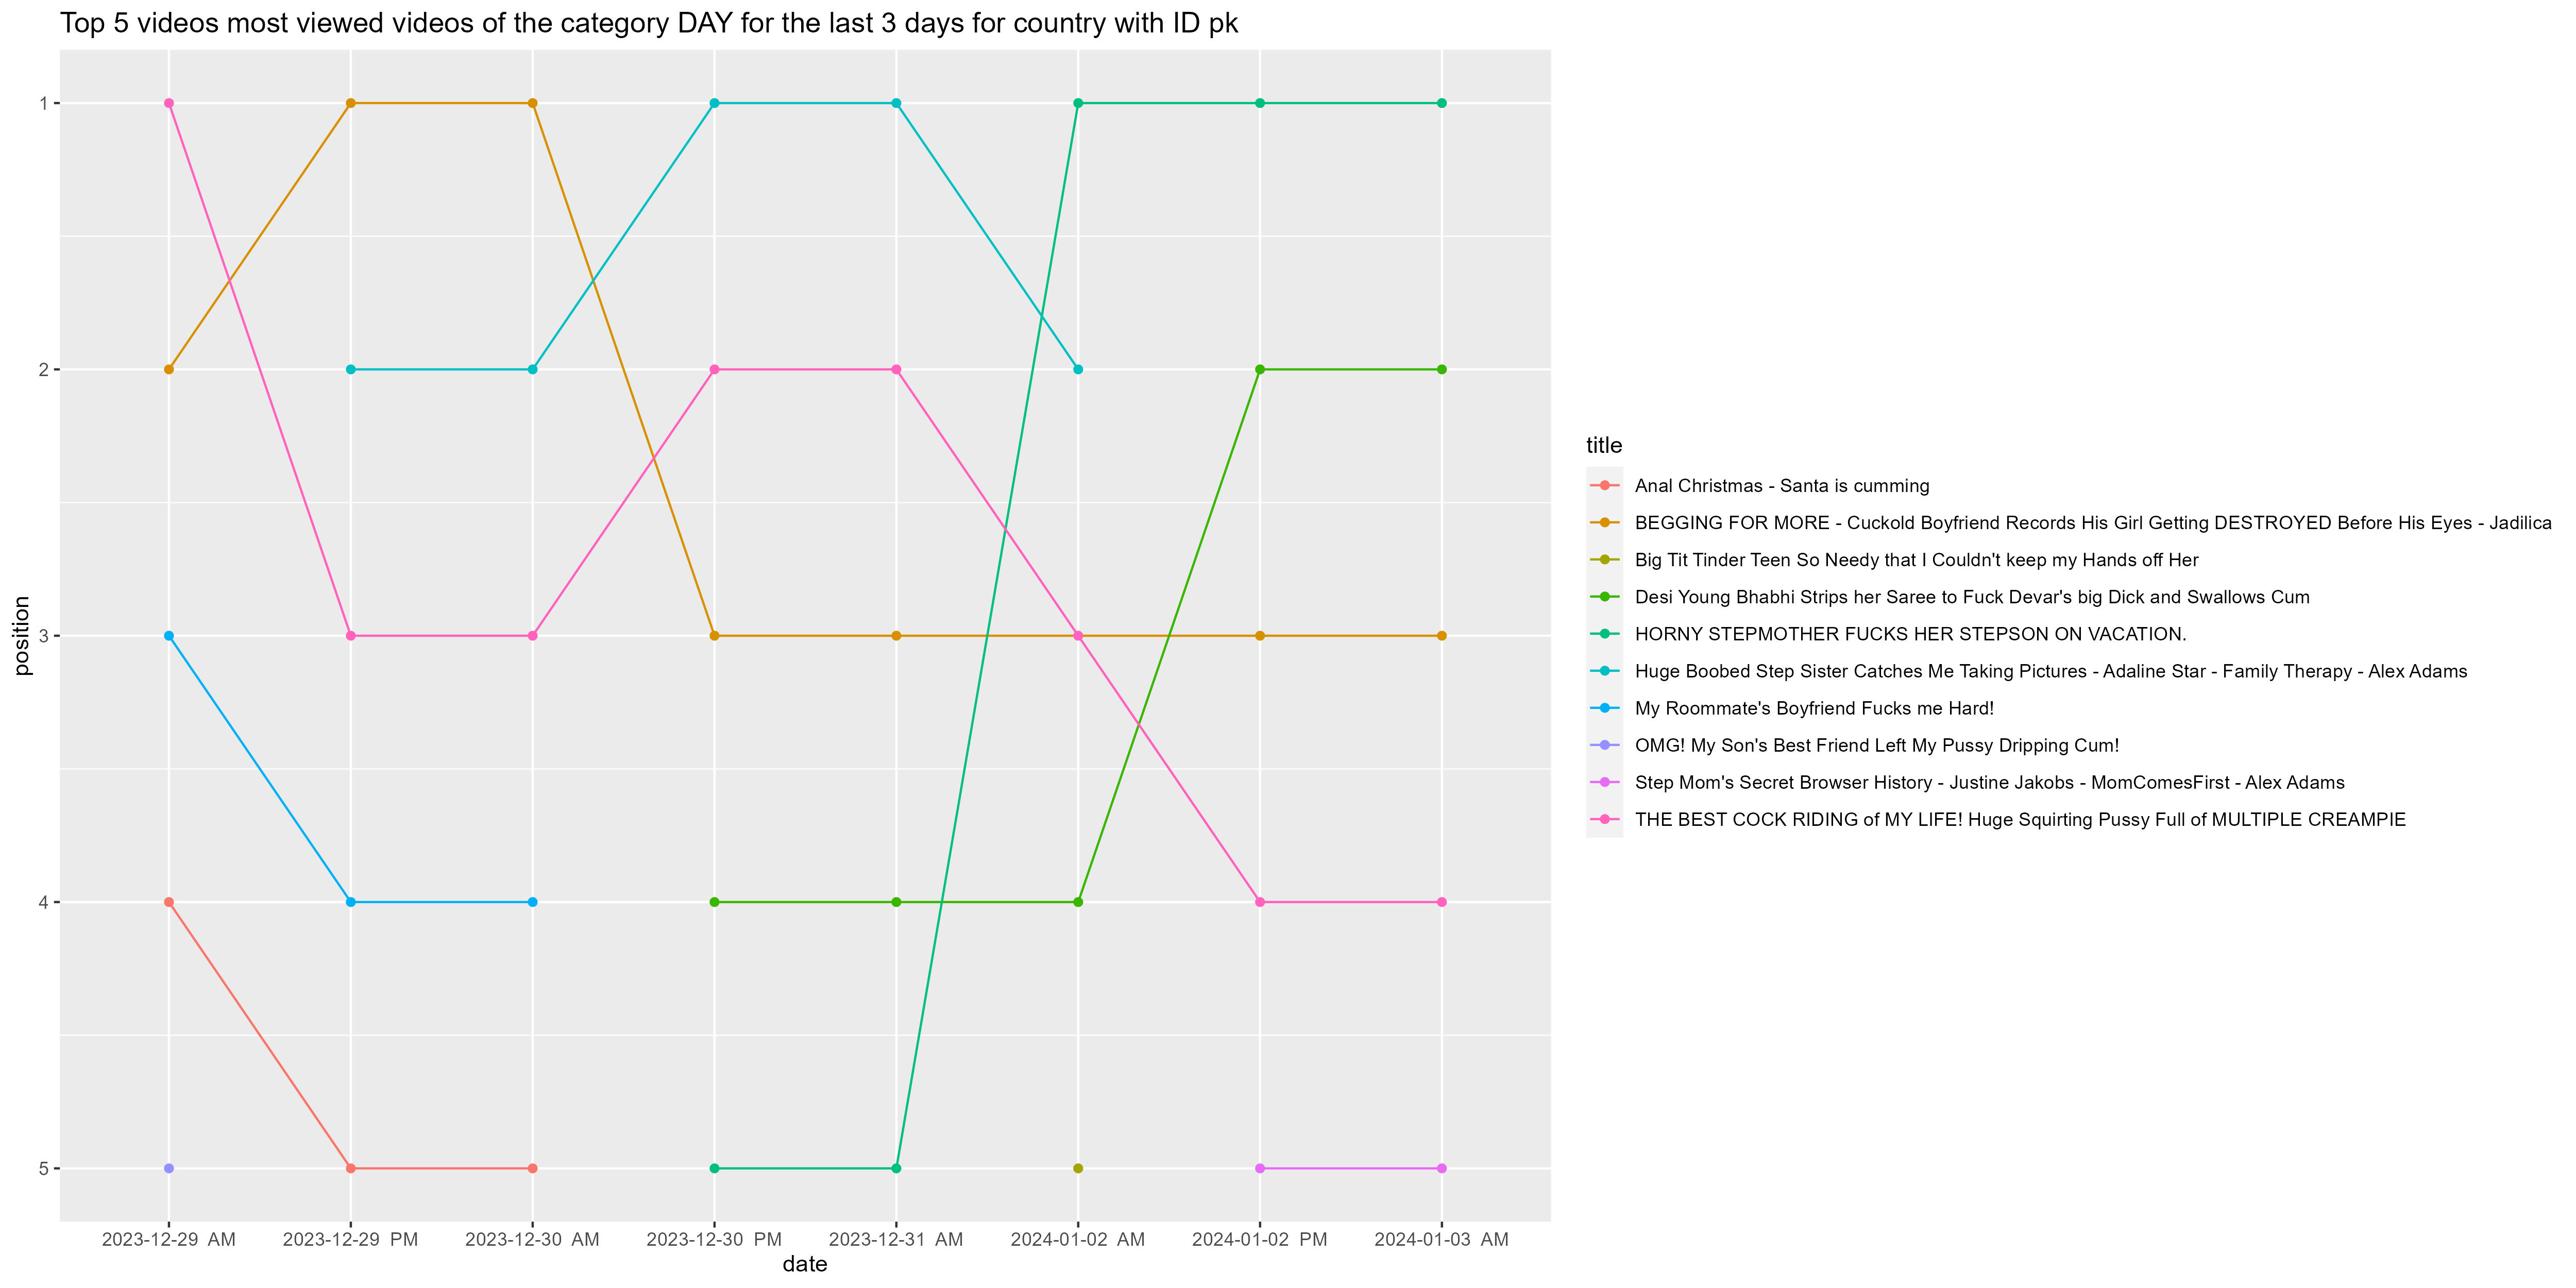 Top 5 videos most viewed videos of the category DAY for the last 3 days for country with ID pk
1
2
3
4
5
position
2023-12-29 AM
2023-12-29 PM
2023-12-30 AM
2023-12-30 PM
2023-12-31 AM
2024-01-02 AM
2024-01-02 PM
2024-01-03 AM
date
title
Anal Christmas - Santa is cumming
BEGGING FOR MORE - Cuckold Boyfriend Records His Girl Getting DESTROYED Before His Eyes - Jadilica
Big Tit Tinder Teen So Needy that I Couldn't keep my Hands off Her
Desi Young Bhabhi Strips her Saree to Fuck Devar's big Dick and Swallows Cum
HORNY STEPMOTHER FUCKS HER STEPSON ON VACATION.
Huge Boobed Step Sister Catches Me Taking Pictures - Adaline Star - Family Therapy - Alex Adams
My Roommate's Boyfriend Fucks me Hard!
OMG! My Son's Best Friend Left My Pussy Dripping Cum!
Step Mom's Secret Browser History - Justine Jakobs - MomComesFirst - Alex Adams
THE BEST COCK RIDING of MY LIFE! Huge Squirting Pussy Full of MULTIPLE CREAMPIE